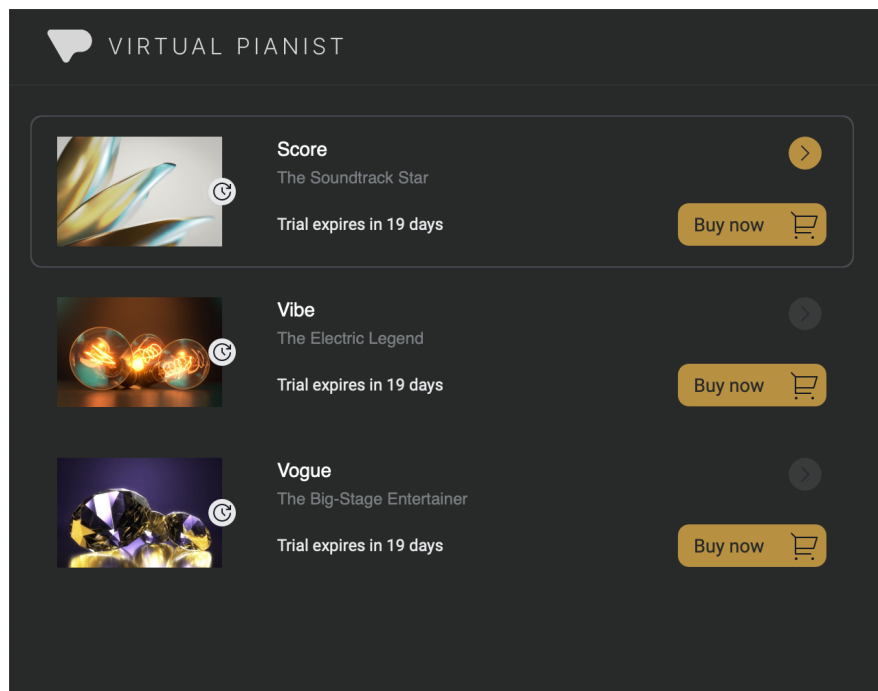 VIRTUAL PIANIST
Score
The Soundtrack Star
Trial expires in 19 days
Buy now
Vibe
The Electric Legend
Trial expires in 19 days
Buy now
Vogue
The Big-Stage Entertainer
Trial expires in 19 days
Buy now